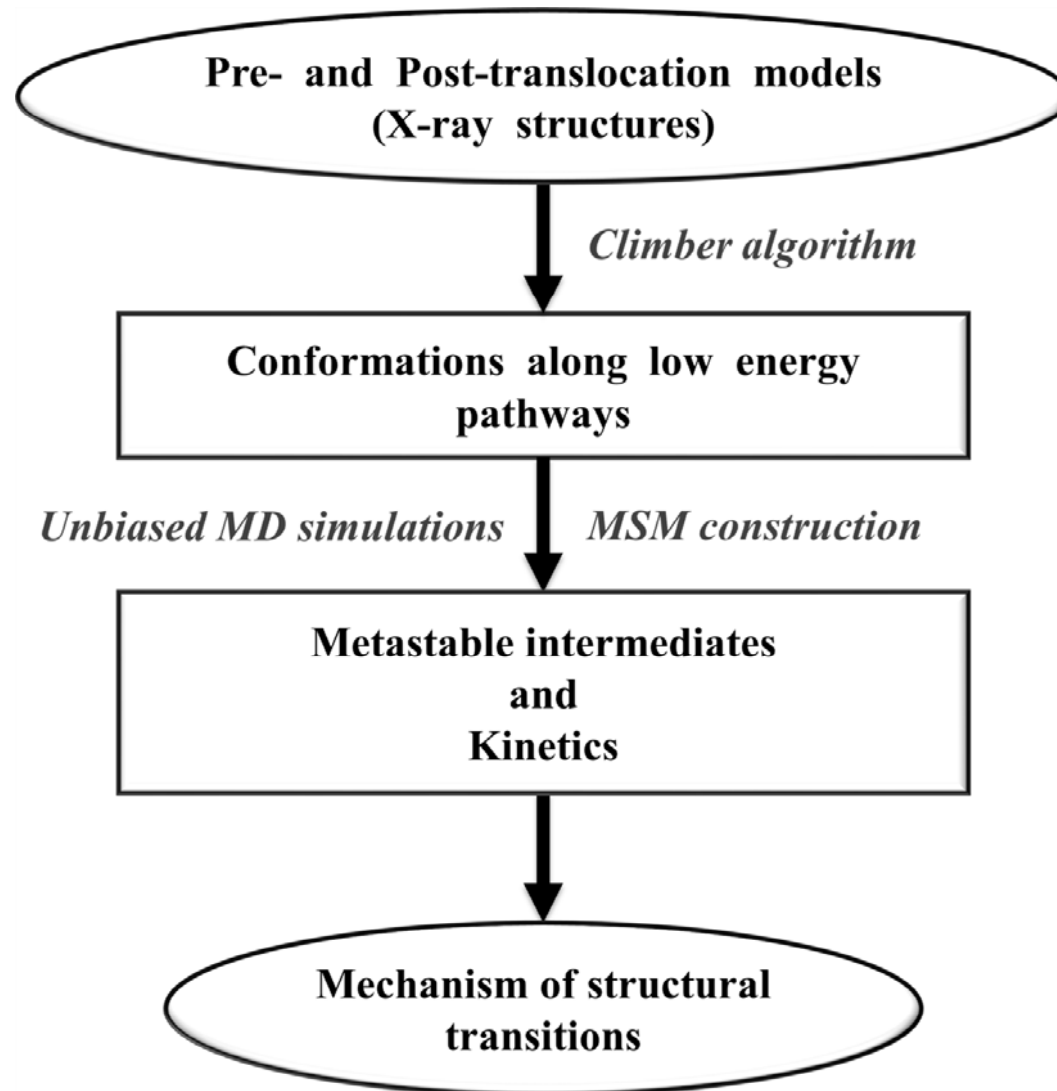 Pre- and Post-translocation models
(X-ray structures)
Climber algorithm
Conformations along low energy
pathways
Unbiased MD simulations
MSM construction
Metastable intermediates
and
Kinetics
Mechanism of structural
transitions